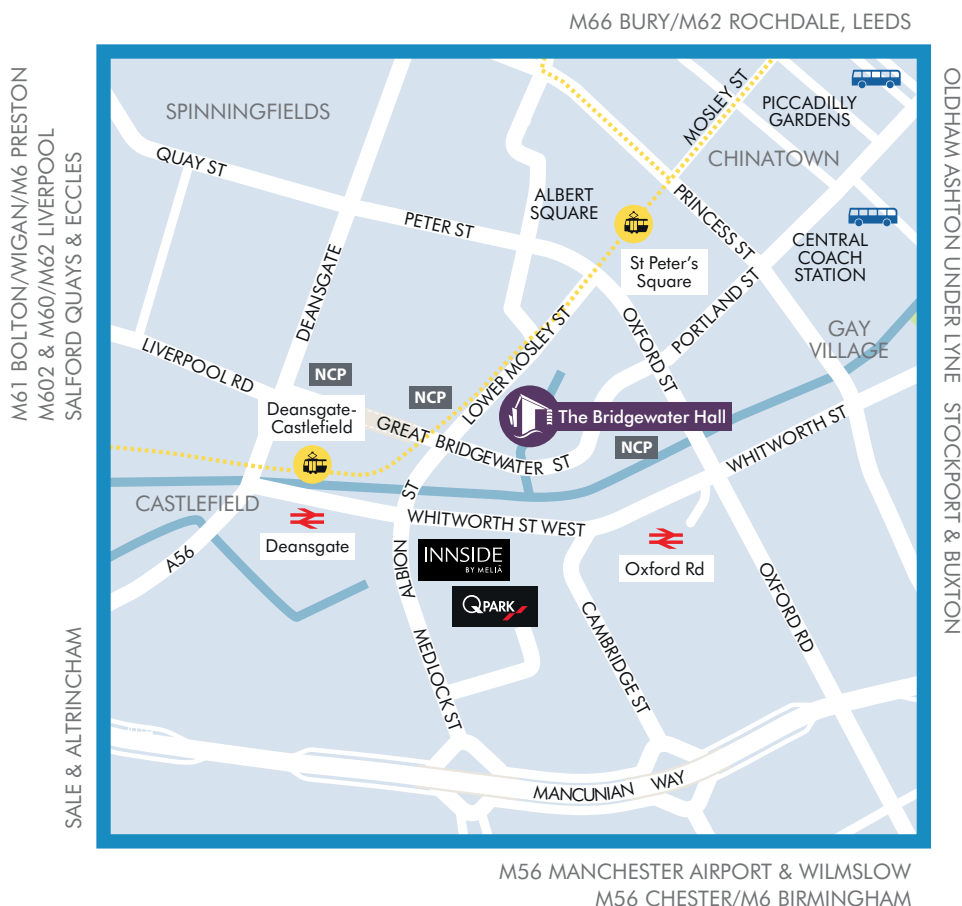 M66 BURY/M62 ROCHDALE, LEEDS
M61 BOLTON/WIGAN/M6 PRESTON
M602 & M60/M62 LIVERPOOL
SALFORD QUAYS & ECCLES
SALE & ALTRINCHAM
OLDHAM ASHTON UNDER LYNE STOCKPORT & BUXTON
SPINNINGFIELDS
MOSLEY ST
PICCADILLY
GARDENS
CHINATOWN
QUAY ST
ALBERT
SQUARE
PRINCESS ST
PETER ST
CENTRAL
COACH
STATION
St Peter's
Square
DEANSGATE
PORTLAND ST
OXFORD ST
GAY
VILLAGE
LIVERPOOL RD
LOWER MOSLEY ST
NCP
NCP
Deansgate-
Castlefield
The Bridgewater Hall
GREAT BRIDGEWATER ST
NCP
WHITWORTH ST
CASTLEFIELD
WHITWORTH ST WEST
Deansgate
A56
ALBION ST
INNSIDE
BY MELIÁ
Oxford Rd
QPARK
OXFORD RD
CAMBRIDGE ST
MEDLOCK ST
MANCUNIAN WAY
M56 MANCHESTER AIRPORT & WILMSLOW
M56 CHESTER/M6 BIRMINGHAM